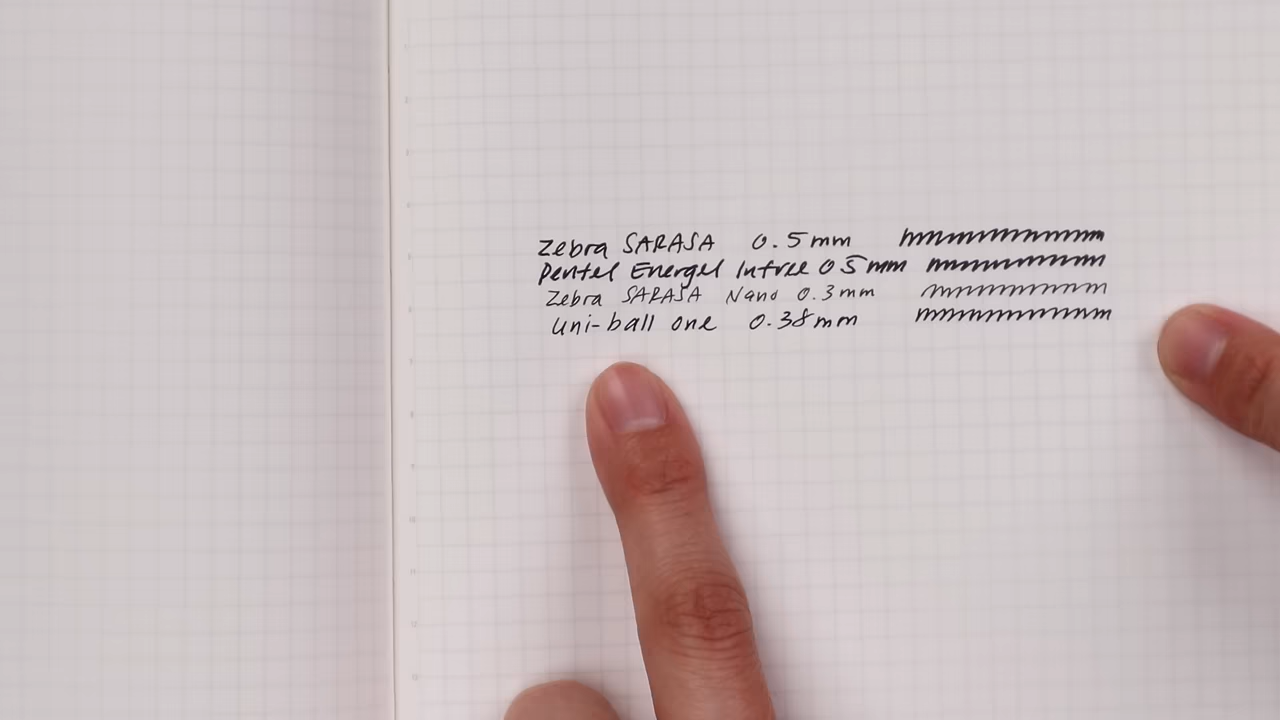 Zebra SARASA 0.5mm
Pentel Energel Infree 0.5mm
Zebra SARASA Nano 0.3mm
Uni-ball one 0.38mm